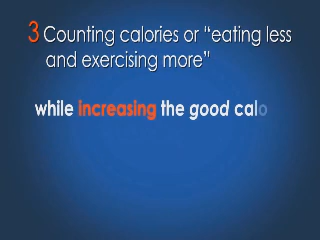 3 Counting calories or “eating less
and exercising more”
while increasing the good calo